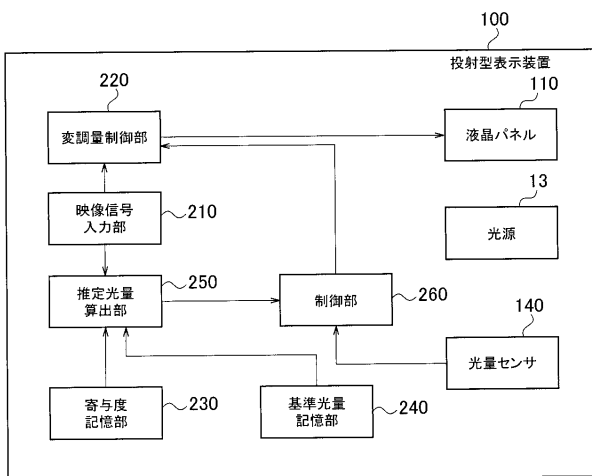 100
投射型表示装置
220
変調量制御部
110
液晶パネル
映像信号
入力部
210
13
光源
推定光量
算出部
250
制御部
260
140
光量センサ
寄与度
記憶部
230
基準光量
記憶部
240